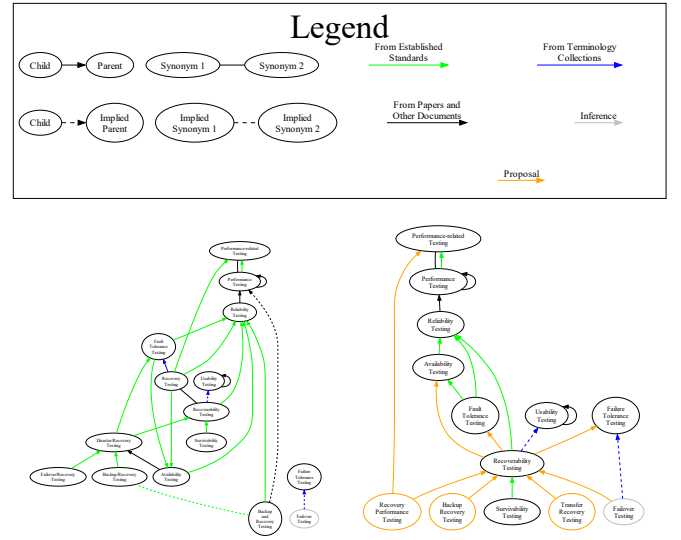 Legend
From Established
Standards
From Terminology
Collections
Child
Parent
Synonym 1
Synonym 2
From Papers and
Other Documents
Inference
Child
Implied
Parent
Implied
Synonym 1
Implied
Synonym 2
Proposal
Performance-related
Testing
Performance
Testing
Reliability
Testing
Fault
Tolerance
Testing
Recovery
Testing
Usability
Testing
Recoverability
Testing
Disaster/Recovery
Testing
Survivability
Testing
Failover/Recovery
Testing
Backup/Recovery
Testing
Availability
Testing
Failure
Tolerance
Testing
Backup
and
Recovery
Testing
Failover
Testing
Performance-related
Testing
Performance
Testing
Reliability
Testing
Availability
Testing
Fault
Tolerance
Testing
Usability
Testing
Failure
Tolerance
Testing
Recoverability
Testing
Recovery
Performance
Testing
Backup
Recovery
Testing
Survivability
Testing
Transfer
Recovery
Testing
Failover
Testing